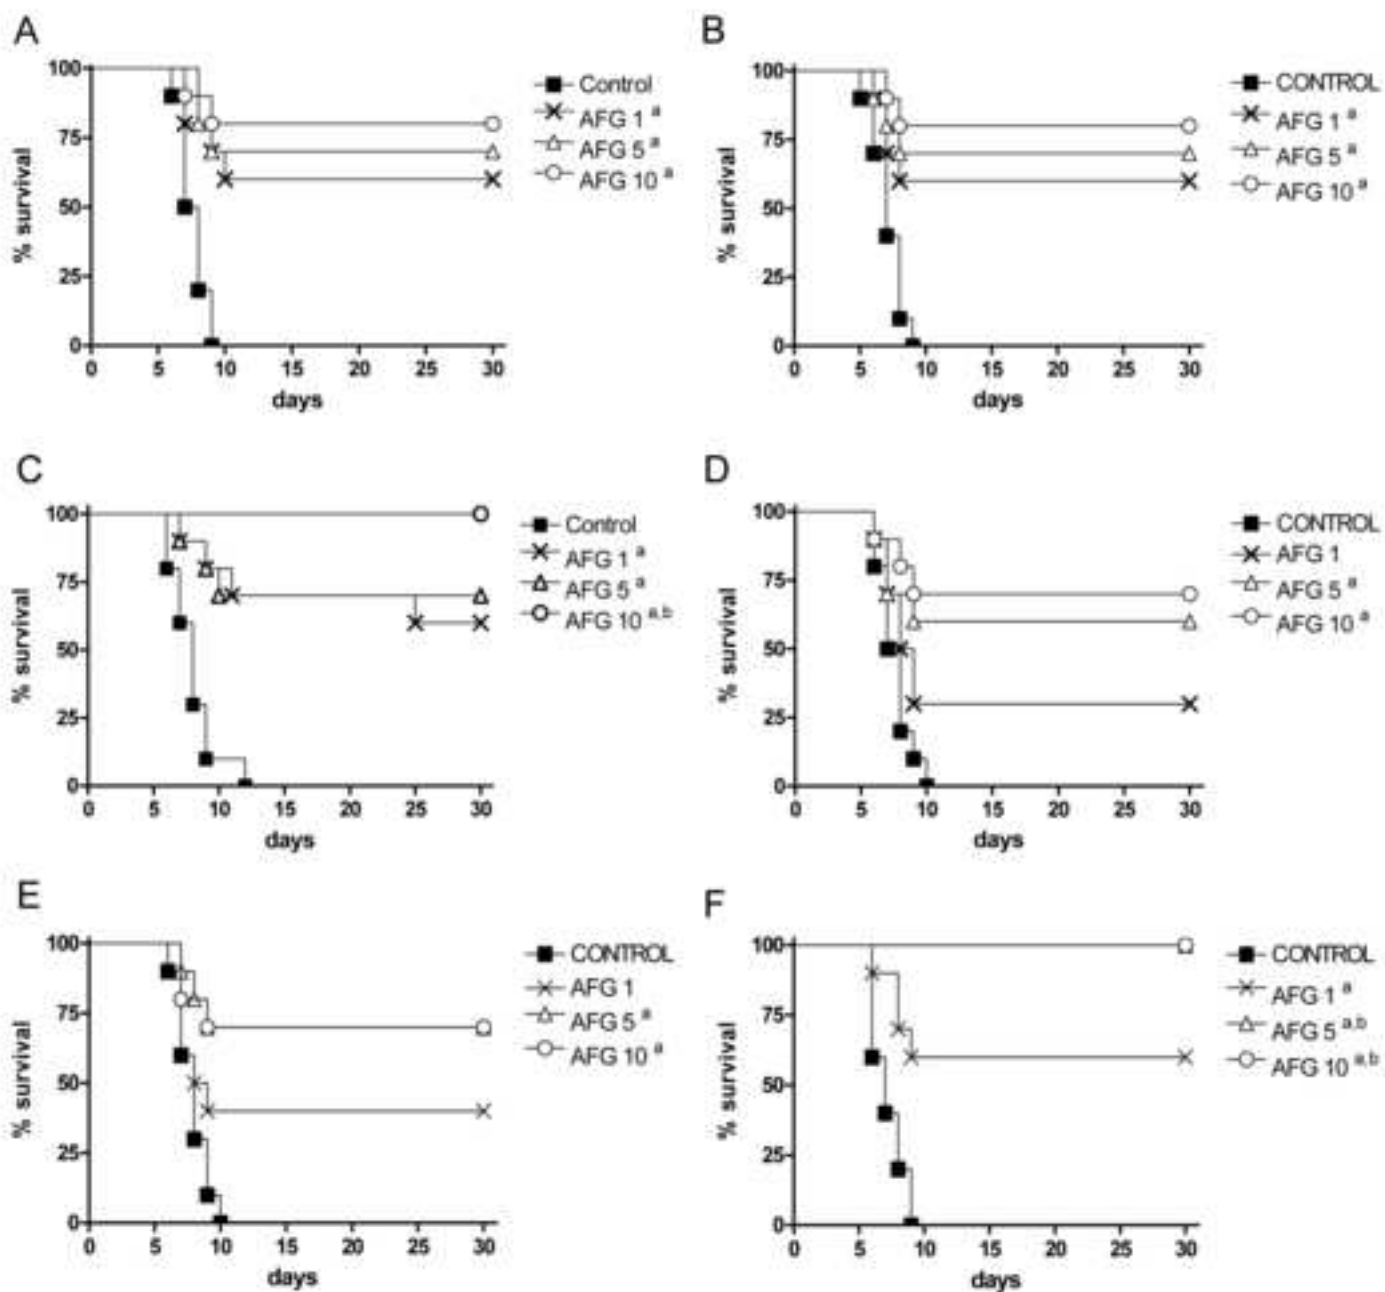 A
100
75
50
25
0
% survival
0 5 10 15 20 25 30
days
Control
AFG 1 a
AFG 5 a
AFG 10 a
B
100
75
50
25
0
% survival
0 5 10 15 20 25 30
days
CONTROL
AFG 1 a
AFG 5 a
AFG 10 a
C
100
75
50
25
0
% survival
0 5 10 15 20 25 30
days
Control
AFG 1 a
AFG 5 a
AFG 10 a,b
D
100
75
50
25
0
% survival
0 5 10 15 20 25 30
days
CONTROL
AFG 1
AFG 5 a
AFG 10 a
E
100
75
50
25
0
% survival
0 5 10 15 20 25 30
days
CONTROL
AFG 1
AFG 5 a
AFG 10 a
F
100
75
50
25
0
% survival
0 5 10 15 20 25 30
days
CONTROL
AFG 1 a
AFG 5 a,b
AFG 10 a,b